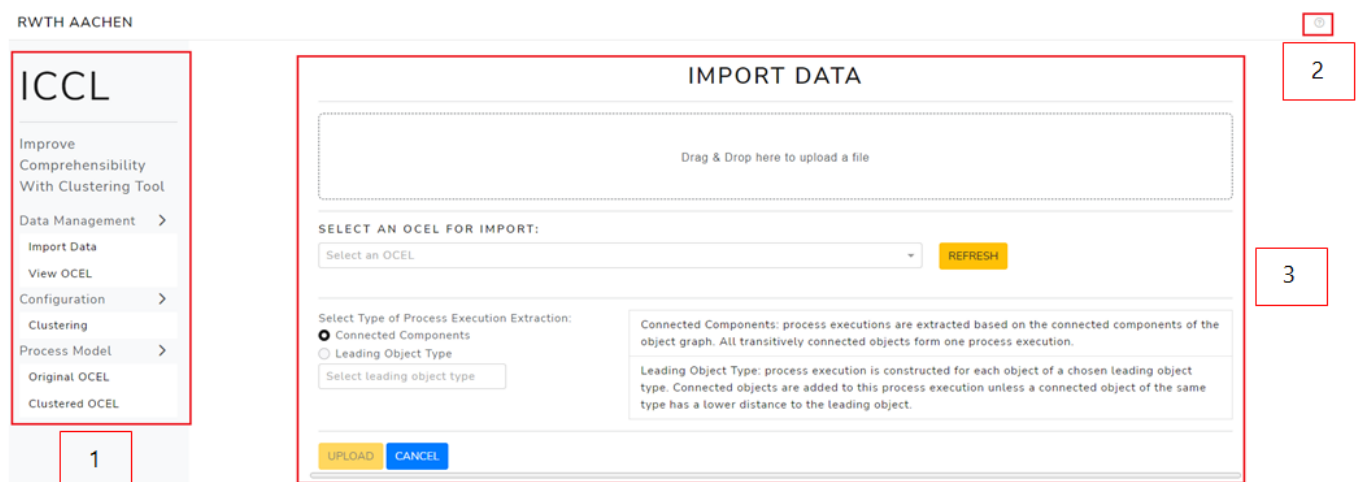 RWTH AACHEN
2
ICCL
Improve
Comprehensibility
With Clustering Tool
Data Management
Import Data
View OCEL
Configuration
Clustering
Process Model
Original OCEL
Clustered OCEL
1
IMPORT DATA
Drag & Drop here to upload a file
SELECT AN OCEL FOR IMPORT:
Select an OCEL
REFRESH
3
Select Type of Process Execution Extraction:
Connected Components
Leading Object Type
Select leading object type
Connected Components: process executions are extracted based on the connected components of the
object graph. All transitively connected objects form one process execution.
Leading Object Type: process execution is constructed for each object of a chosen leading object
type. Connected objects are added to this process execution unless a connected object of the same
type has a lower distance to the leading object.
UPLOAD
CANCEL